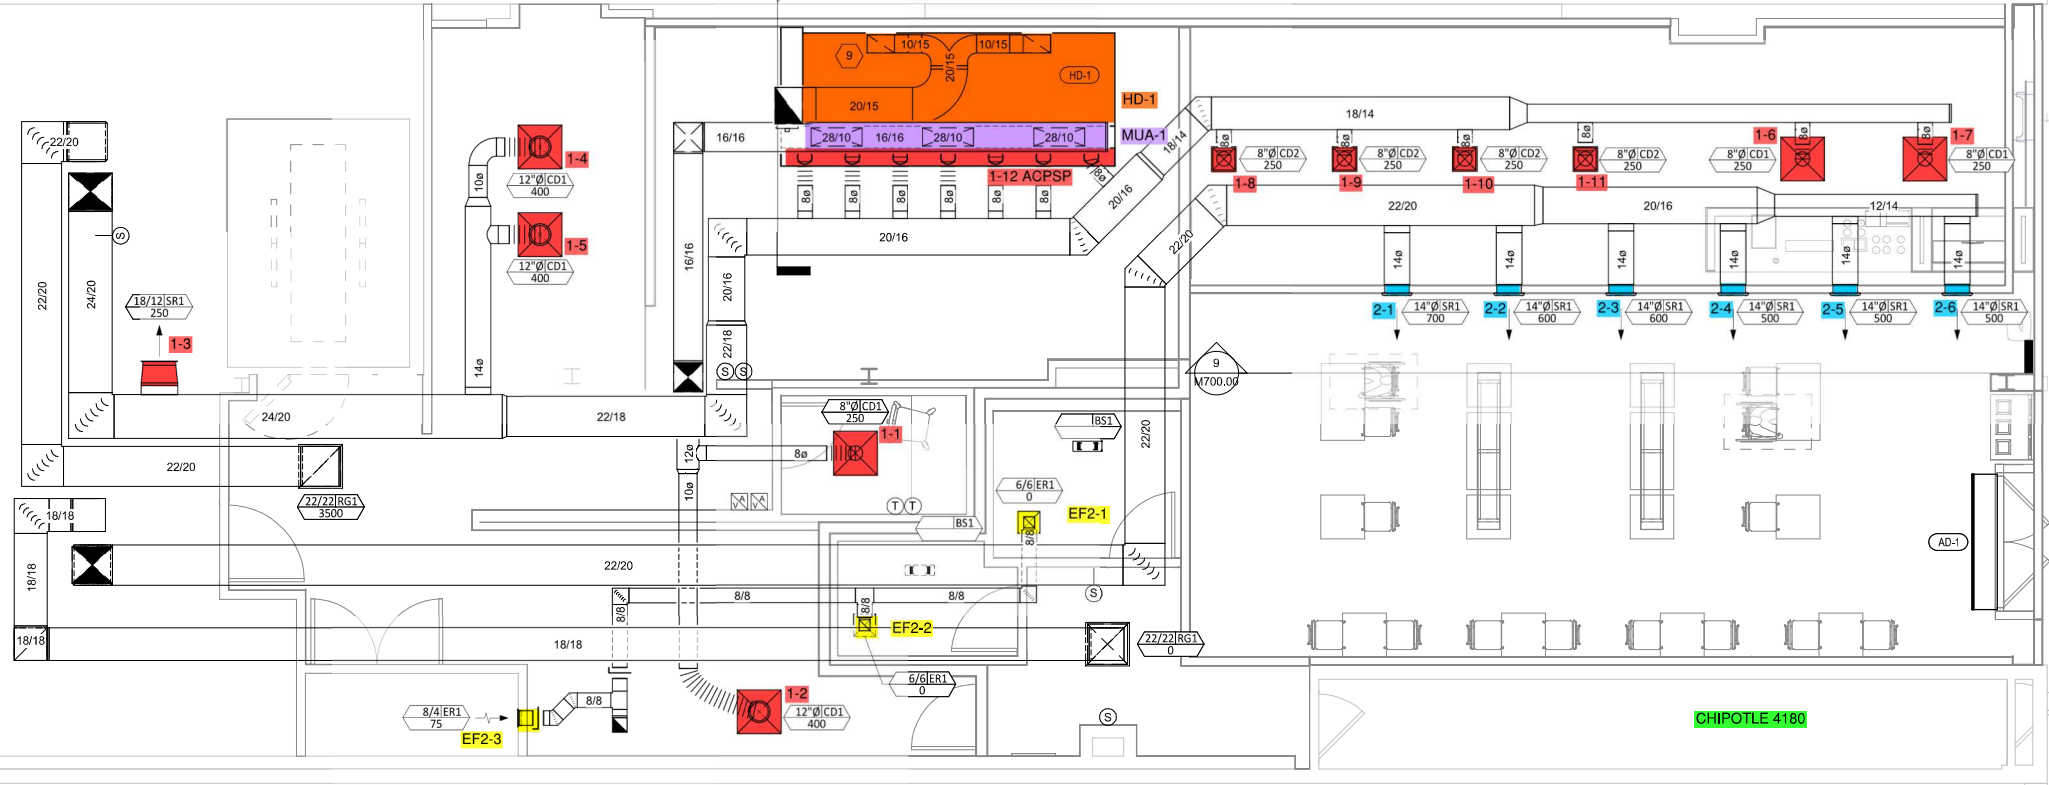 10/15
10/15
9
20/15
HD-1
20/15
HD-1
MUA-1
28/10
16/16
28/10
28/10
16/16
1-12 ACPSP
8ø
8ø
8ø
8ø
8ø
8ø
8ø
20/16
20/16
18/14
18/14
8ø
8ø
8ø
8ø
8ø
8ø
1-8
8"Ø CD2
250
1-9
8"Ø CD2
250
1-10
8"Ø CD2
250
1-11
8"Ø CD2
250
1-6
8"Ø CD1
250
1-7
8"Ø CD1
250
22/20
22/20
20/16
12/14
14ø
14ø
14ø
14ø
14ø
14ø
2-1
14"Ø SR1
700
2-2
14"Ø SR1
600
2-3
14"Ø SR1
600
2-4
14"Ø SR1
500
2-5
14"Ø SR1
500
2-6
14"Ø SR1
500
9
M700.00
22/20
22/20
24/20
S
18/12 SR1
250
1-3
1-4
12"Ø CD1
400
10ø
1-5
12"Ø CD1
400
14ø
16/16
20/16
22/18
S S
24/20
22/18
22/20
22/22 RG1
3500
12ø
10ø
8ø
8"Ø CD1
250
1-1
T T
BS1
22/20
6/6 ER1
0
EF2-1
BS1
8/8
18/18
18/18
22/20
S
8/8
8/8
8/8
8/8
EF2-2
18/18
18/18
22/22 RG1
0
6/6 ER1
0
8/4 ER1
75
EF2-3
8/8
1-2
12"Ø CD1
400
S
AD-1
CHIPOTLE 4180